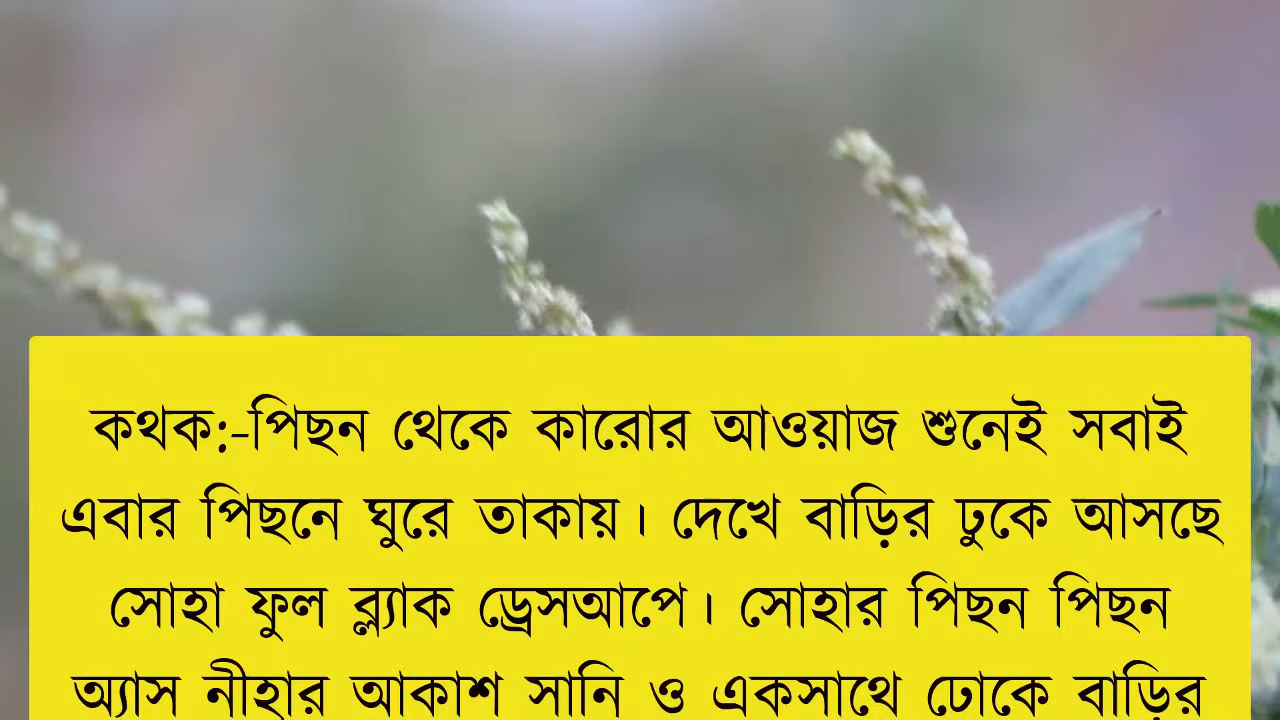 কথক:-পিছন থেকে কারোর আওয়াজ শুনেই সবাই
এবার পিছনে ঘুরে তাকায়। দেখে বাড়ির ঢুকে আসছে
সোহা ফুল ব্ল্যাক ড্রেসআপে। সোহার পিছন পিছন
অ্যাস নীহার আকাশ সানি ও একসাথে ঢোকে বাড়ির